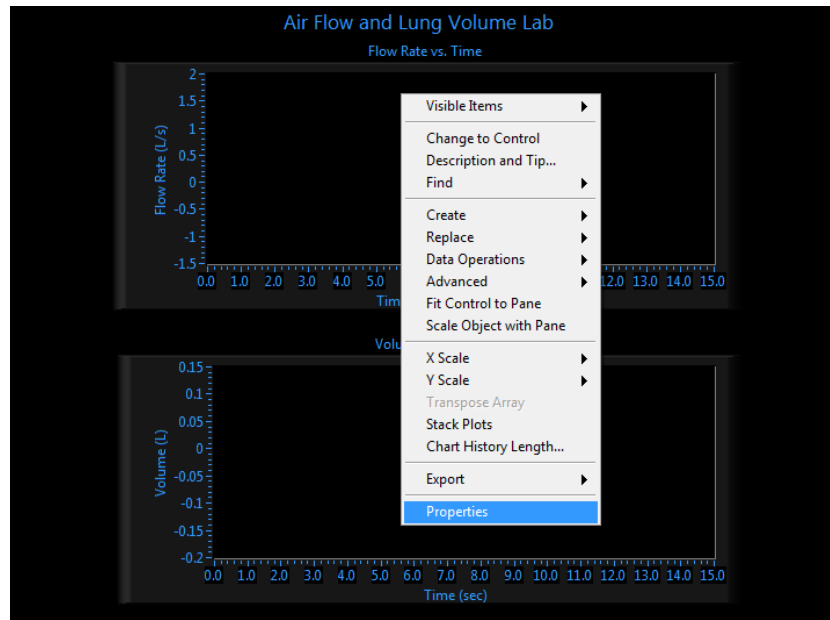 Air Flow and Lung Volume Lab
Flow Rate vs. Time
2
1.5
1
0.5
0
-0.5
-1
-1.5
Flow Rate (L/s)
0.0 1.0 2.0 3.0 4.0 5.0 12.0 13.0 14.0 15.0
Tim
Visible Items
Change to Control
Description and Tip...
Find
Create
Replace
Data Operations
Advanced
Fit Control to Pane
Scale Object with Pane
X Scale
Y Scale
Transpose Array
Stack Plots
Chart History Length...
Export
Properties
Volu
0.15
0.1
0.05
0
-0.05
-0.1
-0.15
-0.2
Volume (L)
0.0 1.0 2.0 3.0 4.0 5.0 6.0 7.0 8.0 9.0 10.0 11.0 12.0 13.0 14.0 15.0
Time (sec)